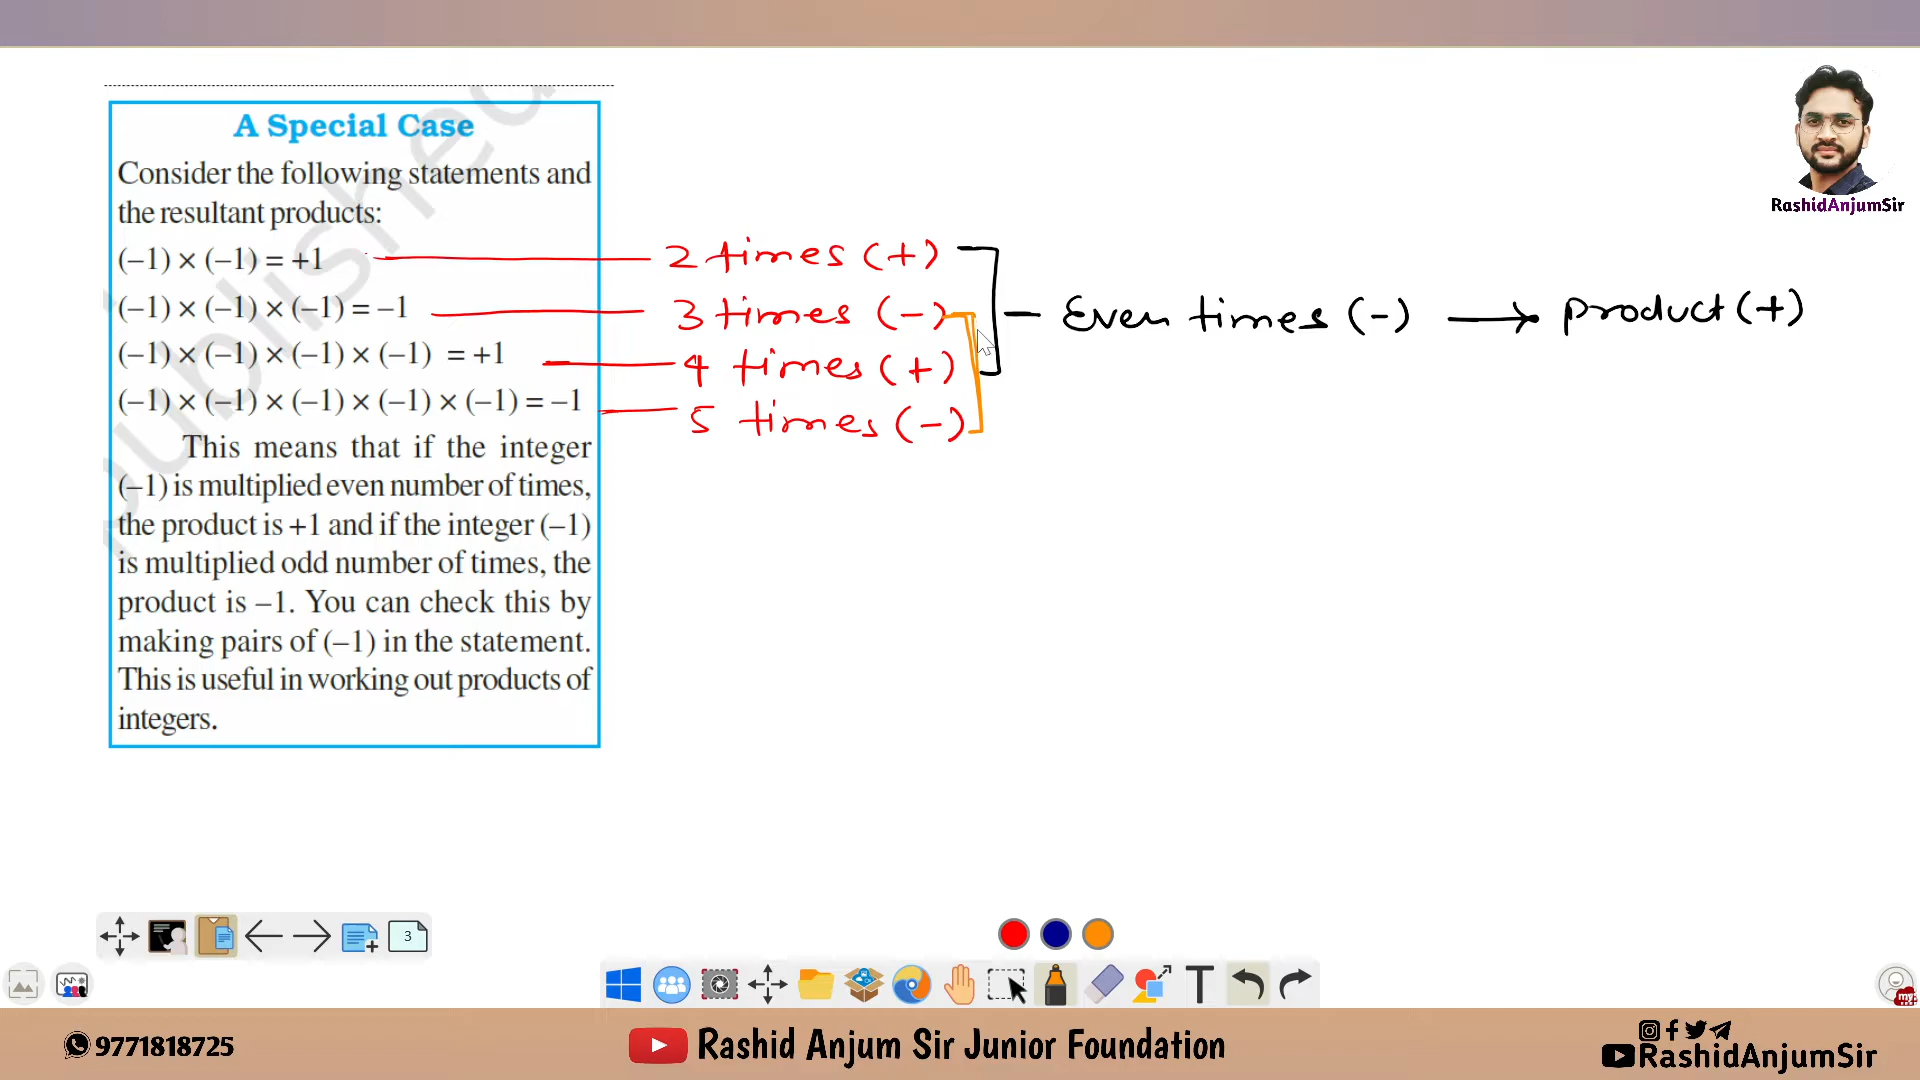 A Special Case
Consider the following statements and
the resultant products:
(–1) × (–1) = +1
(–1) × (–1) × (–1) = –1
(–1) × (–1) × (–1) × (–1) = +1
(–1) × (–1) × (–1) × (–1) × (–1) = –1
This means that if the integer
(–1) is multiplied even number of times,
the product is +1 and if the integer (–1)
is multiplied odd number of times, the
product is –1. You can check this by
making pairs of (–1) in the statement.
This is useful in working out products of
integers.
2 times (+)
3 times (-)
4 times (+)
5 times (-)
Even times (-) → product (+)
RashidAnjumSir
3
T
9771818725
Rashid Anjum Sir Junior Foundation
RashidAnjumSir